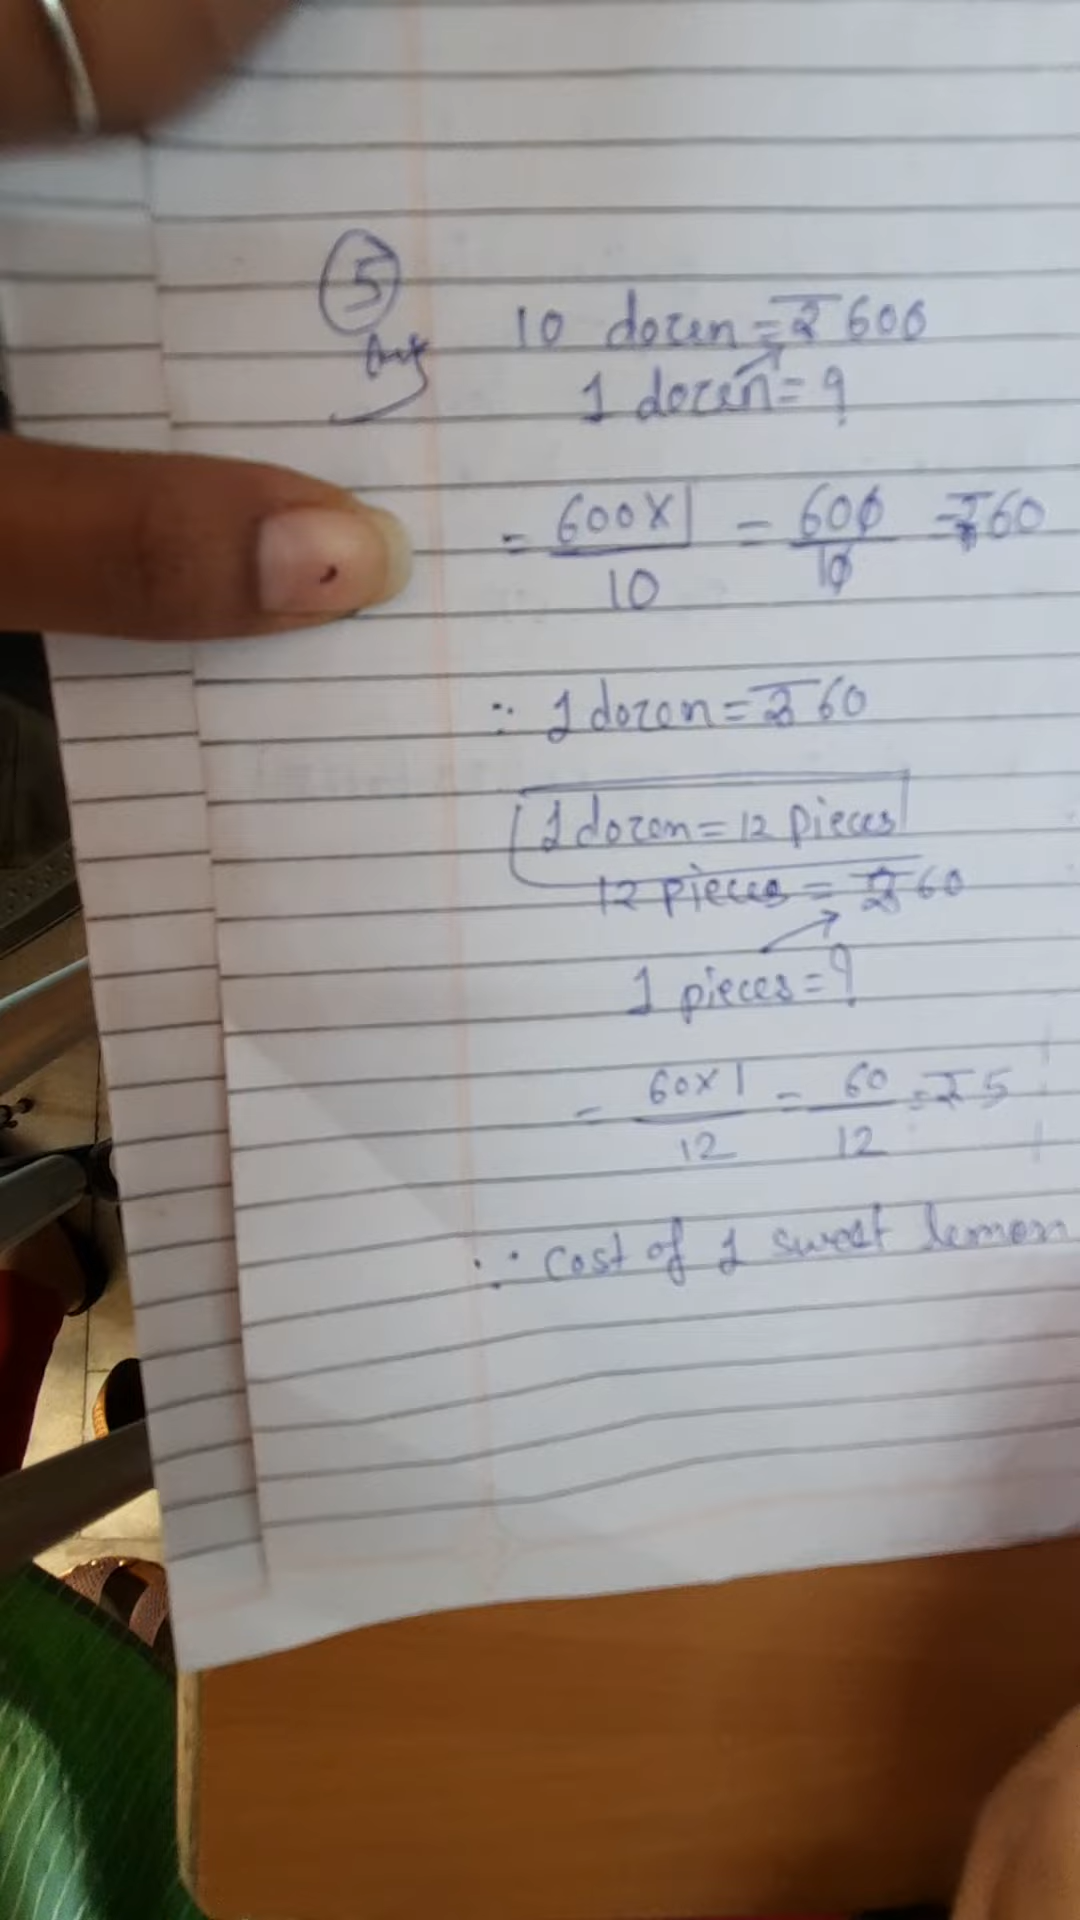 5
Ans
10 dozen = ₹ 600
1 dozen = ?
= 600 x 1 / 10 = 600 / 10 = ₹ 60
∴ 1 dozen = ₹ 60
1 dozen = 12 pieces
12 pieces = ₹ 60
1 pieces = ?
= 60 x 1 / 12 = 60 / 12 = ₹ 5
∴ cost of 1 sweet lemon